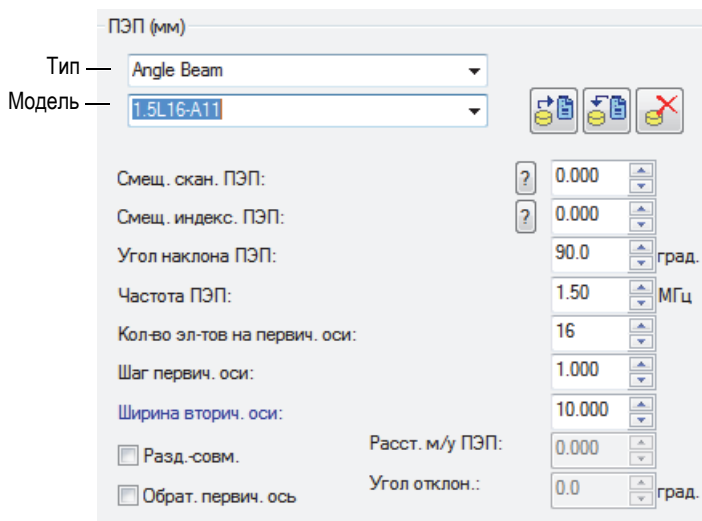 ПЭП (мм)
Тип
Angle Beam
Модель
1.5L16-A11
Смещ. скан. ПЭП: ? 0.000
Смещ. индекс. ПЭП: ? 0.000
Угол наклона ПЭП: 90.0 град.
Частота ПЭП: 1.50 МГц
Кол-во эл-тов на первич. оси: 16
Шаг первич. оси: 1.000
Ширина вторич. оси: 10.000
Разд.-совм. Расст. м/у ПЭП: 0.000
Обрат. первич. ось Угол отклон.: 0.0 град.